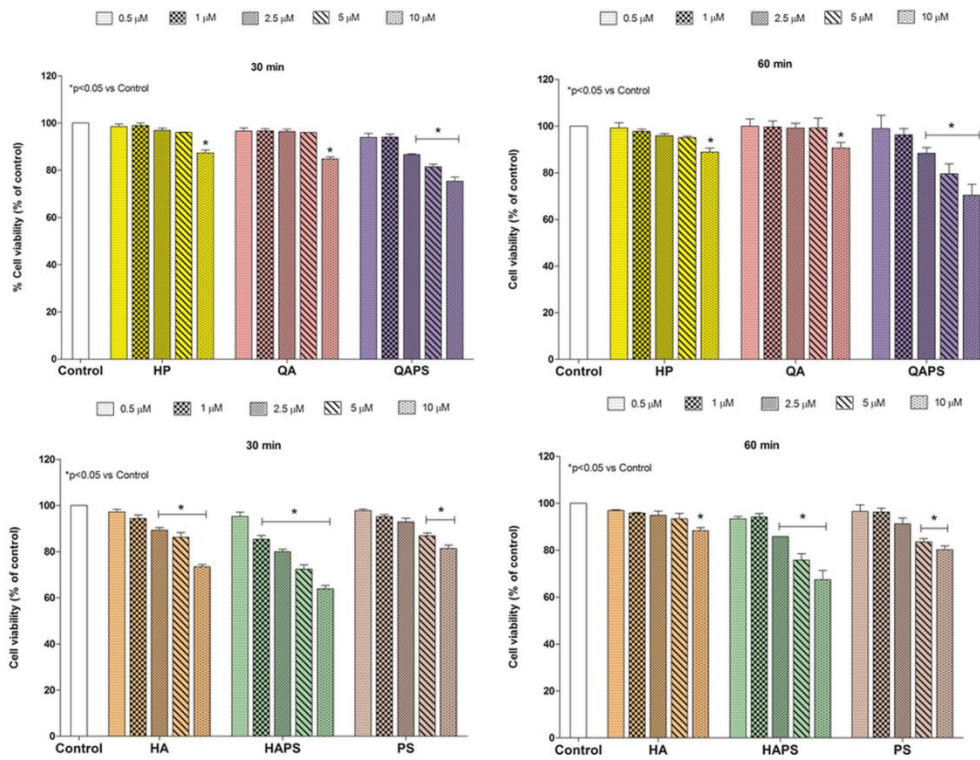 0.5 µM 1 µM 2.5 µM 5 µM 10 µM
30 min
*p<0.05 vs Control
% Cell viability (% of control)
120
100
80
60
40
20
0
* * *
Control HP QA QAPS
0.5 µM 1 µM 2.5 µM 5 µM 10 µM
60 min
*p<0.05 vs Control
Cell viability (% of control)
120
100
80
60
40
20
0
* * *
Control HP QA QAPS
0.5 µM 1 µM 2.5 µM 5 µM 10 µM
30 min
*p<0.05 vs Control
Cell viability (% of control)
120
100
80
60
40
20
0
* * *
Control HA HAPS PS
0.5 µM 1 µM 2.5 µM 5 µM 10 µM
60 min
*p<0.05 vs Control
Cell viability (% of control)
120
100
80
60
40
20
0
* * *
Control HA HAPS PS